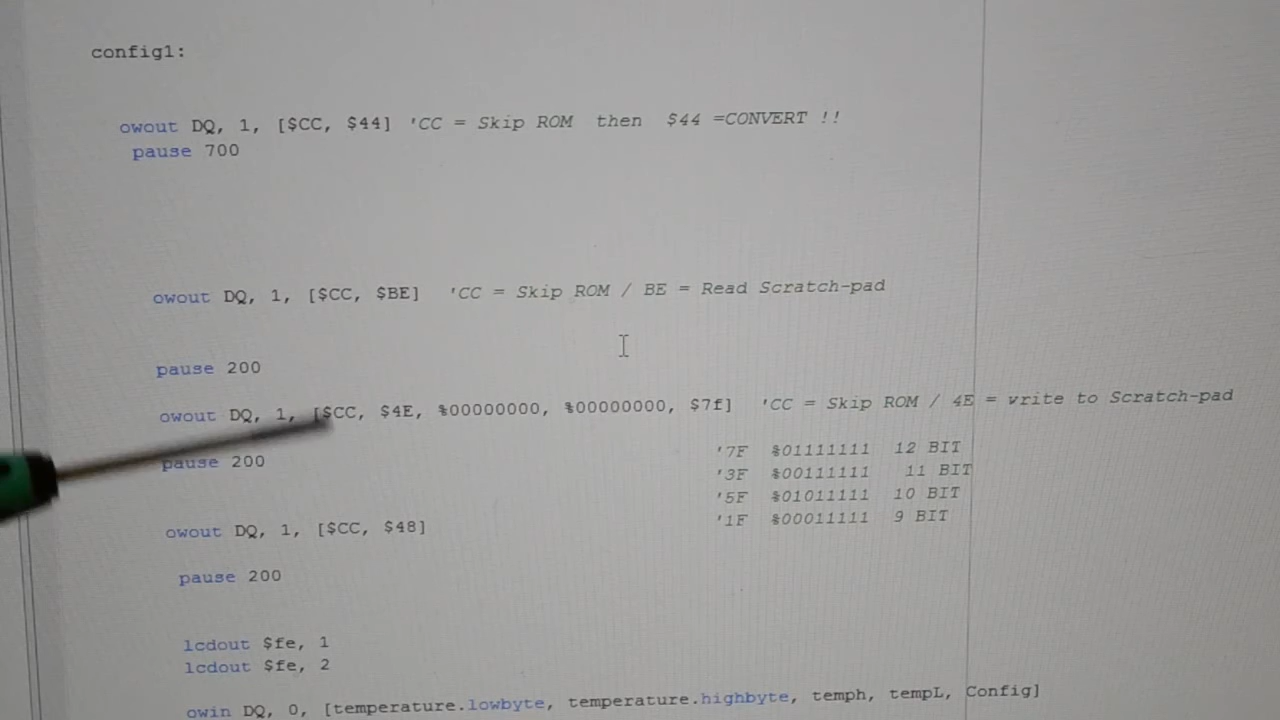 config1:
owout DQ, 1, [$CC, $44] 'CC = Skip ROM then $44 =CONVERT !!
pause 700
owout DQ, 1, [$CC, $BE] 'CC = Skip ROM / BE = Read Scratch-pad
pause 200
owout DQ, 1, [$CC, $4E, %00000000, %00000000, $7f] 'CC = Skip ROM / 4E = write to Scratch-pad
'7F %01111111 12 BIT
pause 200
'3F %00111111 11 BIT
'5F %01011111 10 BIT
'1F %00011111 9 BIT
owout DQ, 1, [$CC, $48]
pause 200
lcdout $fe, 1
lcdout $fe, 2
owin DQ, 0, [temperature.lowbyte, temperature.highbyte, temph, tempL, Config]